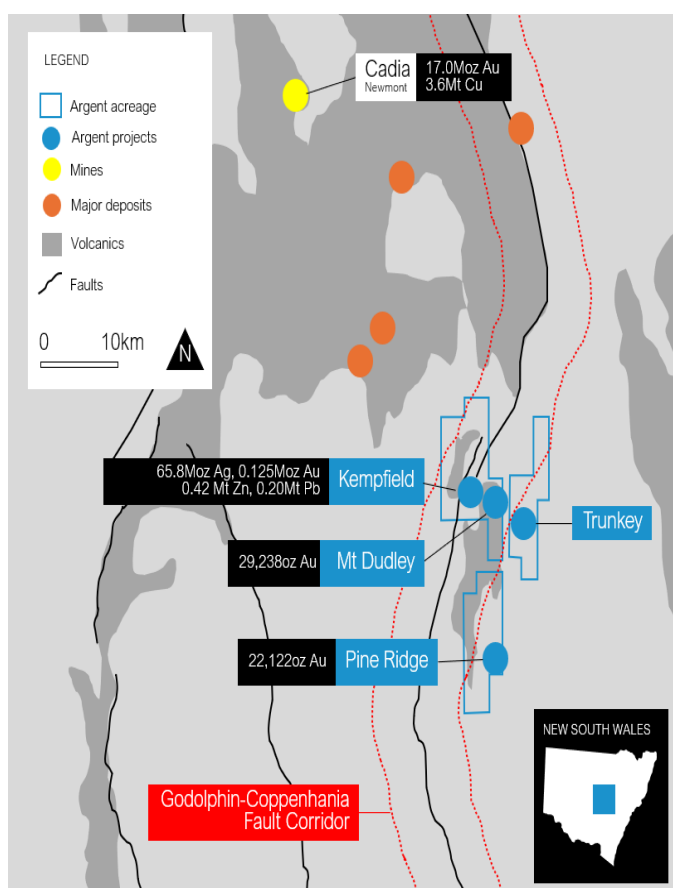 LEGEND
Argent acreage
Argent projects
Mines
Major deposits
Volcanics
Faults
0 10km
N
Cadia
Newmont
17.0Moz Au
3.6Mt Cu
65.8Moz Ag, 0.125Moz Au
0.42 Mt Zn, 0.20Mt Pb
Kempfield
Trunkey
29,238oz Au
Mt Dudley
22,122oz Au
Pine Ridge
Godolphin-Coppenhania
Fault Corridor
NEW SOUTH WALES